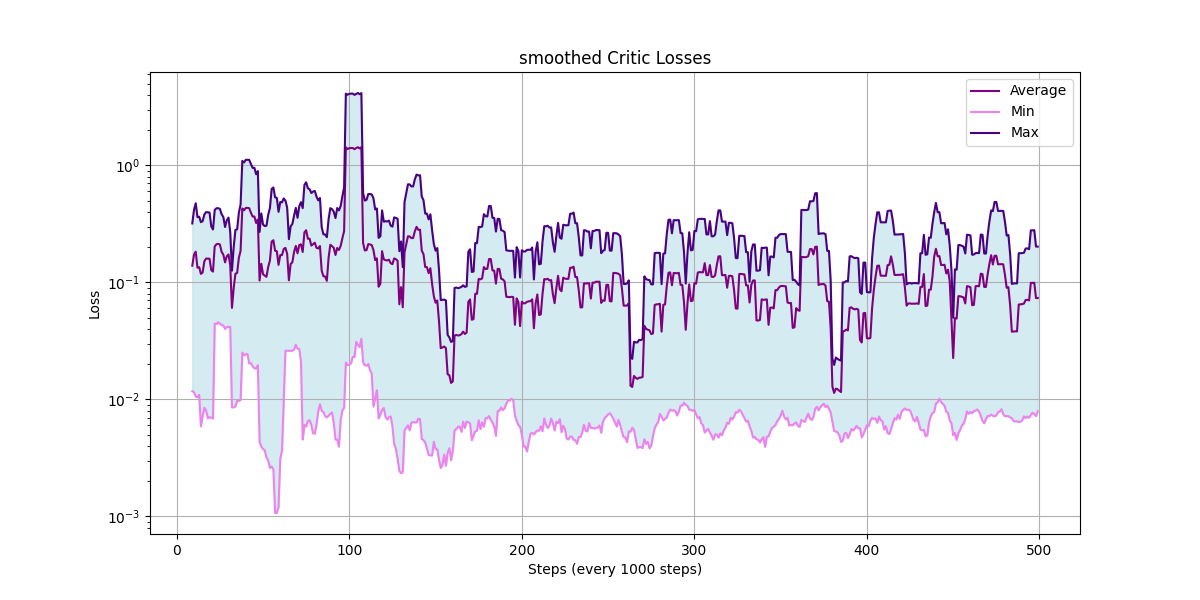 smoothed Critic Losses
Average
Min
Max
10⁰
10⁻¹
10⁻²
10⁻³
Loss
0 100 200 300 400 500
Steps (every 1000 steps)